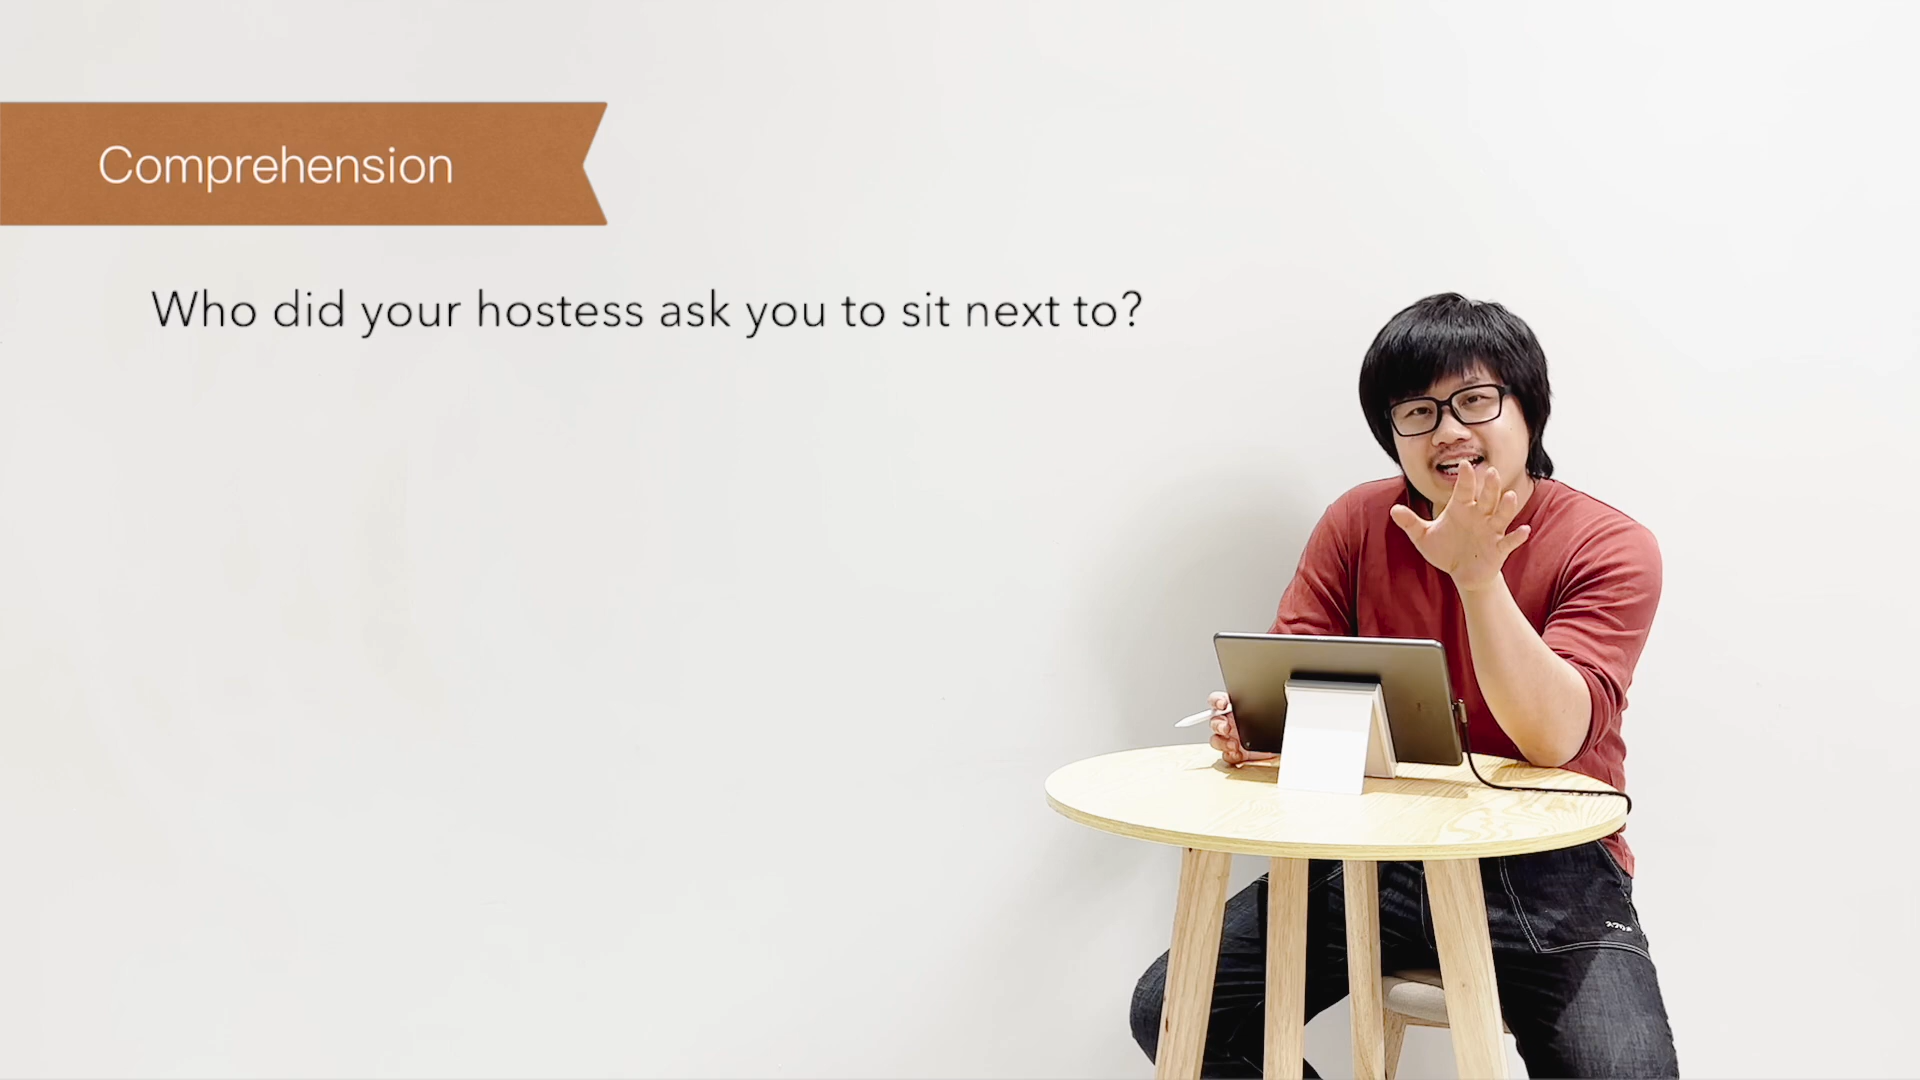 Comprehension
Who did your hostess ask you to sit next to?